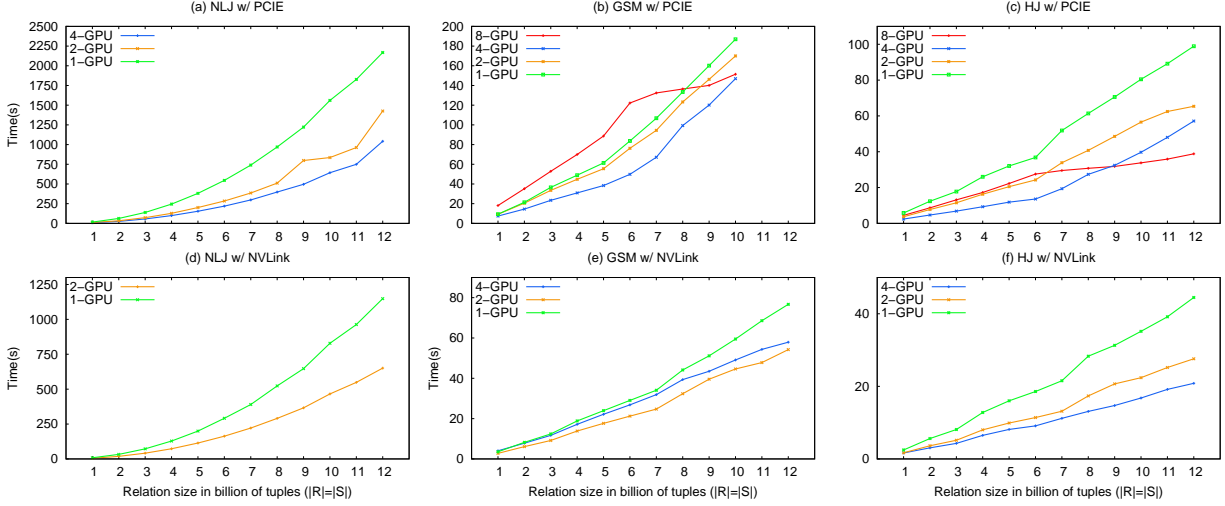 (a) NLJ w/ PCIE
Time(s)
2500
2250
2000
1750
1500
1250
1000
750
500
250
0
4−GPU
2−GPU
1−GPU
1 2 3 4 5 6 7 8 9 10 11 12
(b) GSM w/ PCIE
200
180
160
140
120
100
80
60
40
20
0
8−GPU
4−GPU
2−GPU
1−GPU
1 2 3 4 5 6 7 8 9 10 11 12
(c) HJ w/ PCIE
100
80
60
40
20
0
8−GPU
4−GPU
2−GPU
1−GPU
1 2 3 4 5 6 7 8 9 10 11 12
(d) NLJ w/ NVLink
Time(s)
1250
1000
750
500
250
0
2−GPU
1−GPU
1 2 3 4 5 6 7 8 9 10 11 12
Relation size in billion of tuples (|R|=|S|)
(e) GSM w/ NVLink
Time(s)
80
60
40
20
0
4−GPU
2−GPU
1−GPU
1 2 3 4 5 6 7 8 9 10 11 12
Relation size in billion of tuples (|R|=|S|)
(f) HJ w/ NVLink
40
20
0
4−GPU
2−GPU
1−GPU
1 2 3 4 5 6 7 8 9 10 11 12
Relation size in billion of tuples (|R|=|S|)